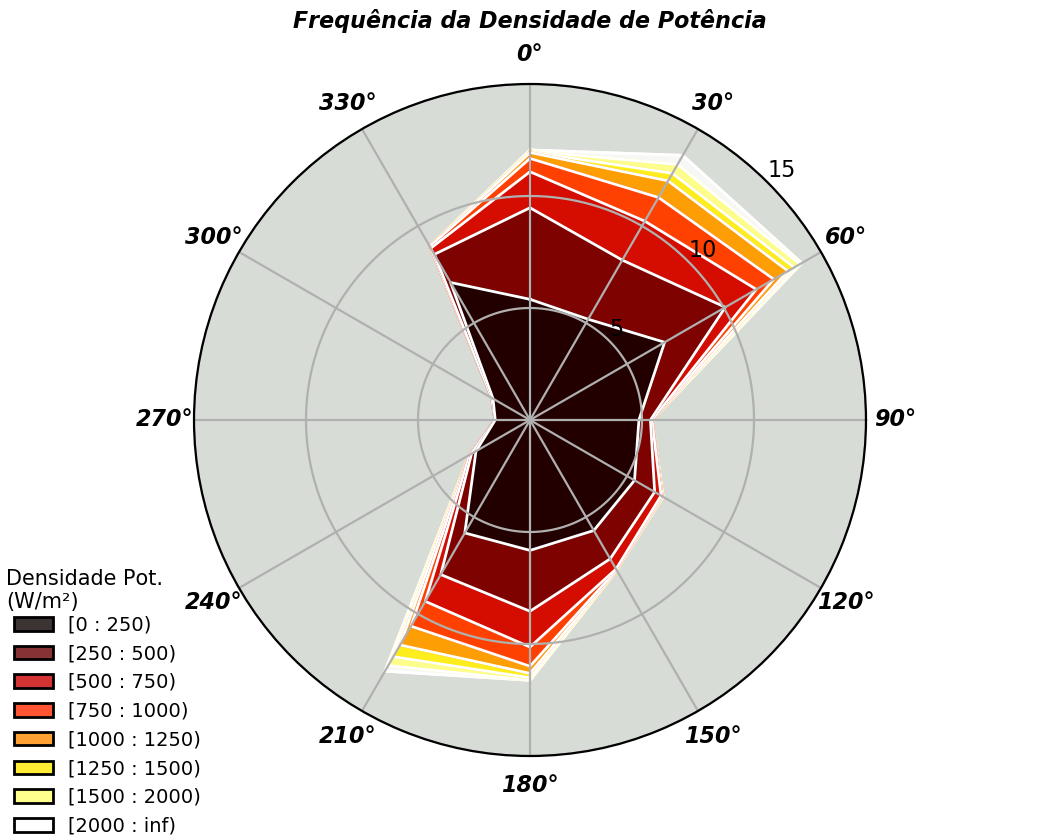 Frequência da Densidade de Potência
0°
330°
30°
15
300°
60°
10
5
270°
90°
240°
120°
210°
150°
180°
Densidade Pot.
(W/m²)
[0 : 250)
[250 : 500)
[500 : 750)
[750 : 1000)
[1000 : 1250)
[1250 : 1500)
[1500 : 2000)
[2000 : inf)